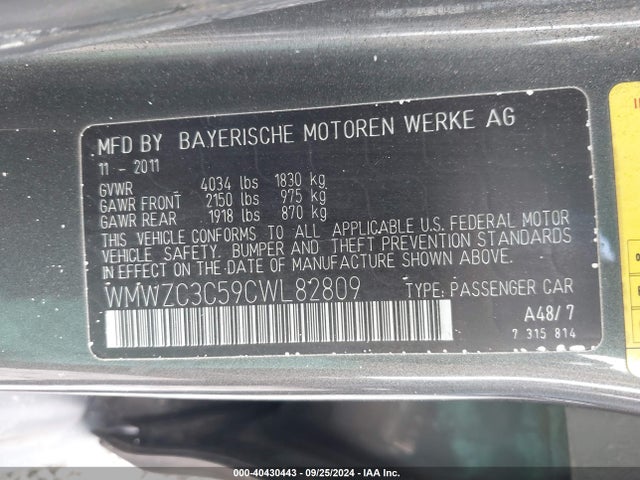 MFD BY BAYERISCHE MOTOREN WERKE AG
11 - 2011
GVWR 4034 lbs 1830 kg
GAWR FRONT 2150 lbs 975 kg
GAWR REAR 1918 lbs 870 kg
THIS VEHICLE CONFORMS TO ALL APPLICABLE U.S. FEDERAL MOTOR
VEHICLE SAFETY, BUMPER AND THEFT PREVENTION STANDARDS
IN EFFECT ON THE DATE OF MANUFACTURE SHOWN ABOVE.
WMWZC3C59CWL82809 TYPE: PASSENGER CAR
A48/7
7 315 814
000-40430443 - 09/25/2024 - IAA Inc.